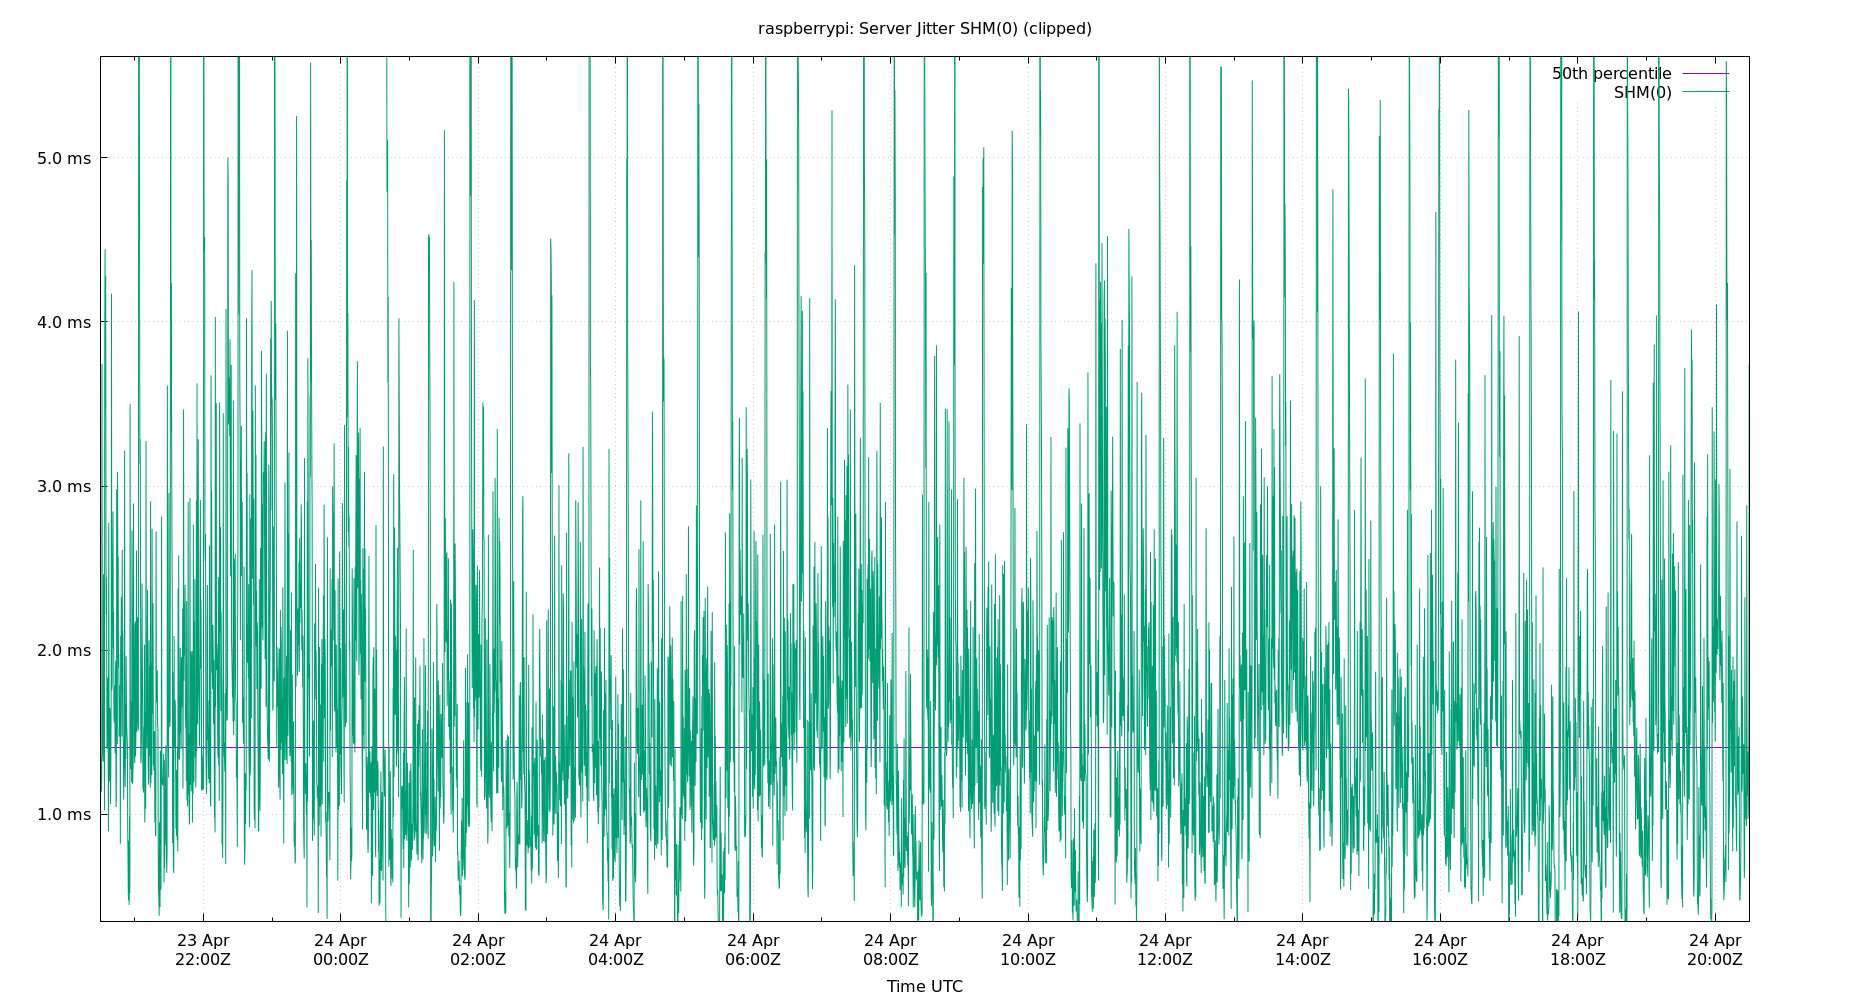 raspberrypi: Server Jitter SHM(0) (clipped)
50th percentile
SHM(0)
5.0 ms
4.0 ms
3.0 ms
2.0 ms
1.0 ms
23 Apr 24 Apr 24 Apr 24 Apr 24 Apr 24 Apr 24 Apr 24 Apr 24 Apr 24 Apr 24 Apr 24 Apr
22:00Z 00:00Z 02:00Z 04:00Z 06:00Z 08:00Z 10:00Z 12:00Z 14:00Z 16:00Z 18:00Z 20:00Z
Time UTC